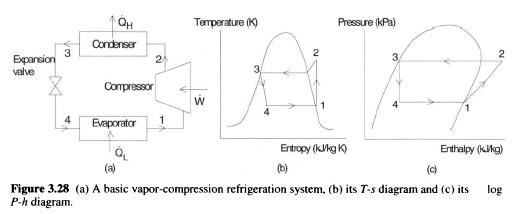 Q̇H
Condenser
3
2
Expansion
valve
Compressor
Ẇ
4
Evaporator
1
Q̇L
(a)
Temperature (K)
2
3
4
1
Entropy (kJ/kg K)
(b)
Pressure (kPa)
3
2
4
1
Enthalpy (kJ/kg)
(c)
Figure 3.28 (a) A basic vapor-compression refrigeration system, (b) its T-s diagram and (c) its log
P-h diagram.